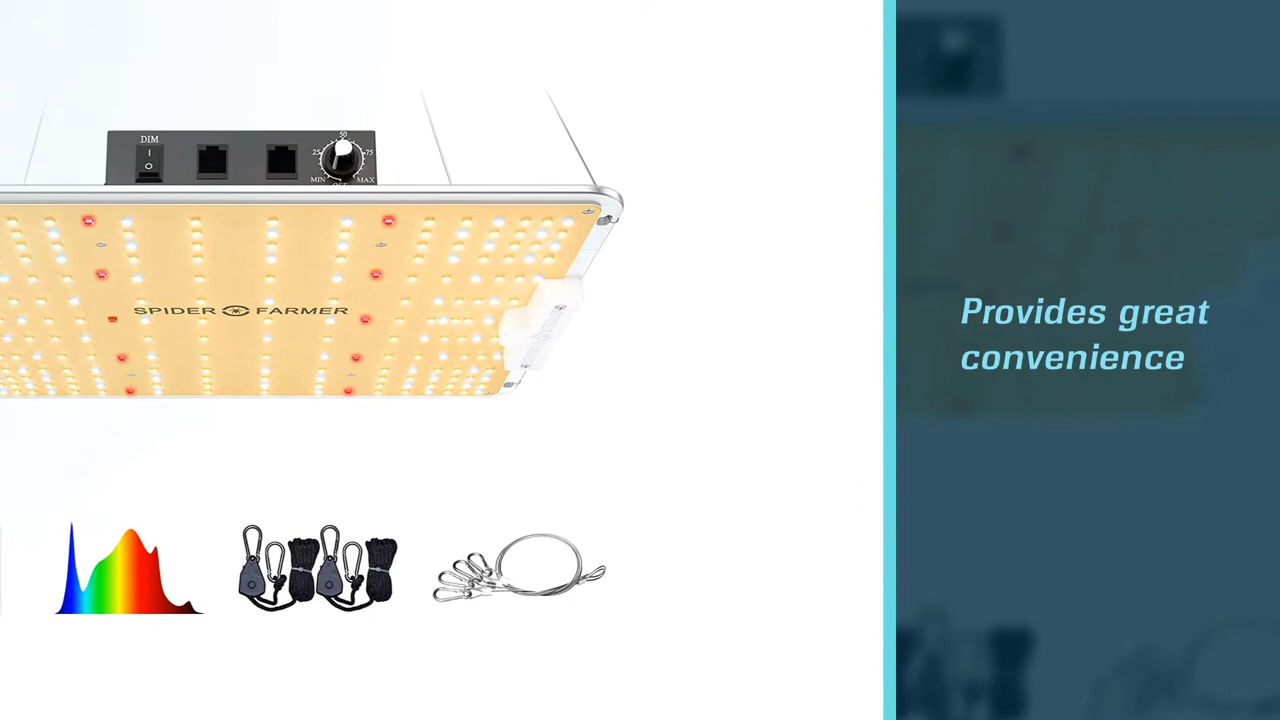 DIM
50
25
75
MIN
OFF
MAX
SPIDER FARMER
Provides great
convenience